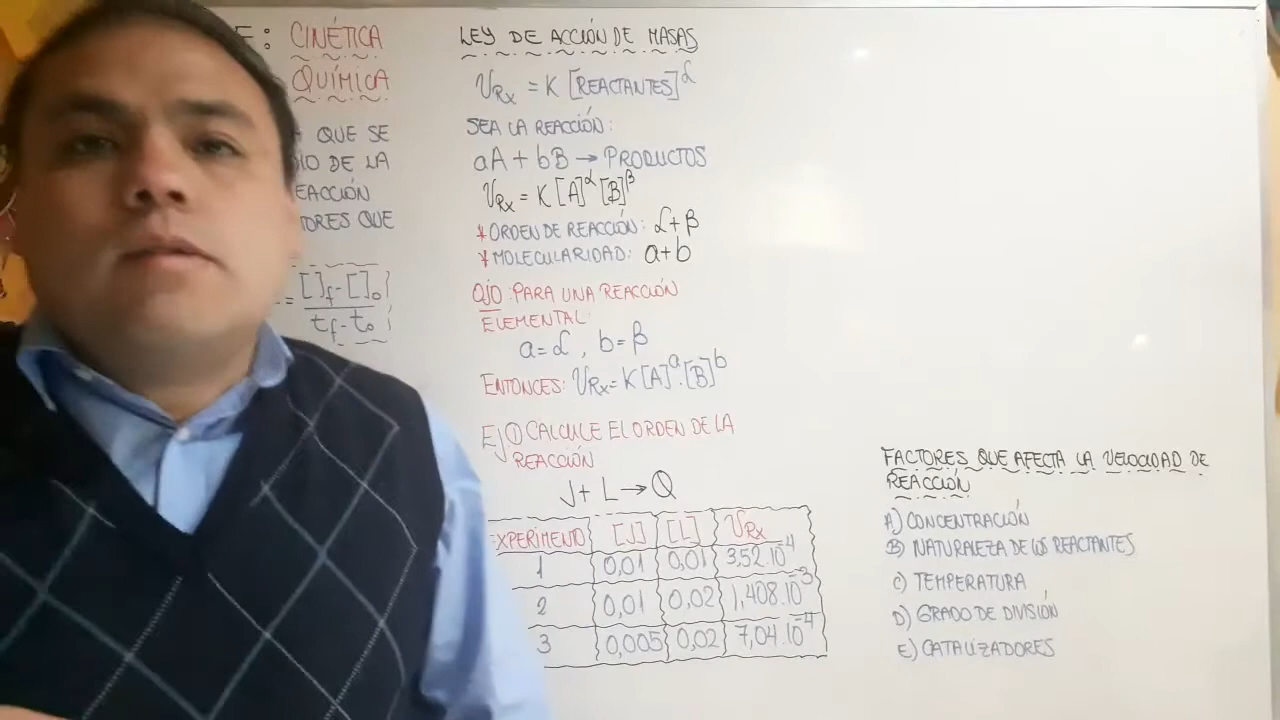 E: CINÉTICA
QUÍMICA
QUE SE
DE LA
EACCIÓN
TORES QUE
= []f-[]o
tf-to
LEY DE ACCIÓN DE MASAS
VRx = K [REACTANTES]^α
SEA LA REACCIÓN:
aA + bB → PRODUCTOS
VRx = K [A]^α [B]^β
* ORDEN DE REACCIÓN: α+β
* MOLECULARIDAD: a+b
OJO: PARA UNA REACCIÓN
ELEMENTAL:
a=α, b=β
ENTONCES: VRx=K[A]^a.[B]^b
Ej ① CALCULE EL ORDEN DE LA
REACCIÓN
J + L → Q
EXPERIMENTO [J] [L] VRx
1 0,01 0,01 3,52.10^-4
2 0,01 0,02 1,408.10^-3
3 0,005 0,02 7,04.10^-4
FACTORES QUE AFECTA LA VELOCIDAD DE
REACCIÓN
A) CONCENTRACIÓN
B) NATURALEZA DE LOS REACTANTES
C) TEMPERATURA
D) GRADO DE DIVISIÓN
E) CATALIZADORES